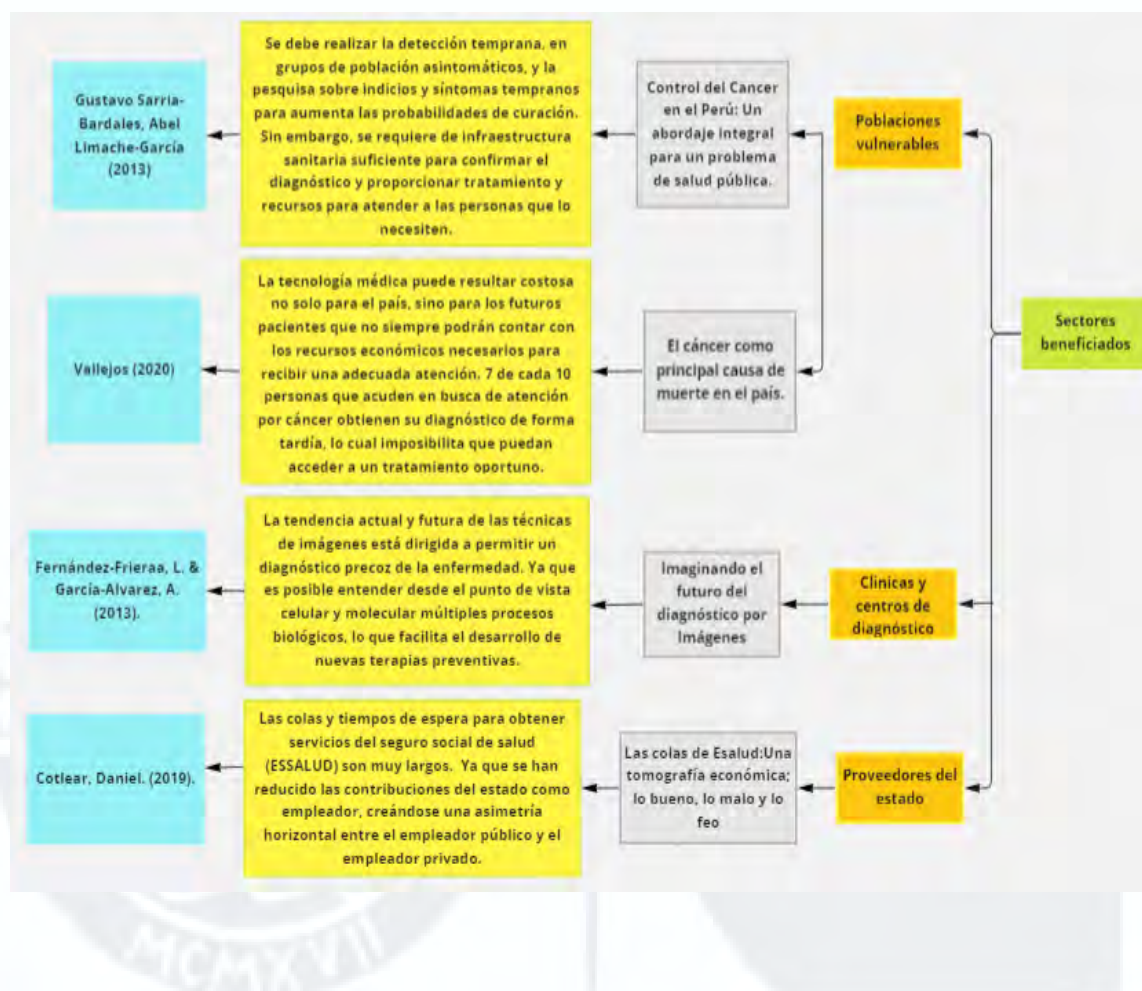 Gustavo Sarria-
Bardales, Abel
Limache-García
(2013)
Se debe realizar la detección temprana, en
grupos de población asintomáticos, y la
pesquisa sobre indicios y síntomas tempranos
para aumenta las probabilidades de curación.
Sin embargo, se requiere de infraestructura
sanitaria suficiente para confirmar el
diagnóstico y proporcionar tratamiento y
recursos para atender a las personas que lo
necesiten.
Control del Cancer
en el Perú: Un
abordaje integral
para un problema
de salud pública.
Poblaciones
vulnerables
Vallejos (2020)
La tecnología médica puede resultar costosa
no solo para el país, sino para los futuros
pacientes que no siempre podrán contar con
los recursos económicos necesarios para
recibir una adecuada atención. 7 de cada 10
personas que acuden en busca de atención
por cáncer obtienen su diagnóstico de forma
tardía, lo cual imposibilita que puedan
acceder a un tratamiento oportuno.
El cáncer como
principal causa de
muerte en el país.
Sectores
beneficiados
Fernández-Frieraa, L. &
García-Alvarez, A.
(2013).
La tendencia actual y futura de las técnicas
de imágenes está dirigida a permitir un
diagnóstico precoz de la enfermedad. Ya que
es posible entender desde el punto de vista
celular y molecular múltiples procesos
biológicos, lo que facilita el desarrollo de
nuevas terapias preventivas.
Imaginando el
futuro del
diagnóstico por
Imágenes
Clinicas y
centros de
diagnóstico
Cotlear, Daniel. (2019).
Las colas y tiempos de espera para obtener
servicios del seguro social de salud
(ESSALUD) son muy largos. Ya que se han
reducido las contribuciones del estado como
empleador, creándose una asimetría
horizontal entre el empleador público y el
empleador privado.
Las colas de Esalud:Una
tomografía económica;
lo bueno, lo malo y lo
feo
Proveedores del
estado
MCMXVII